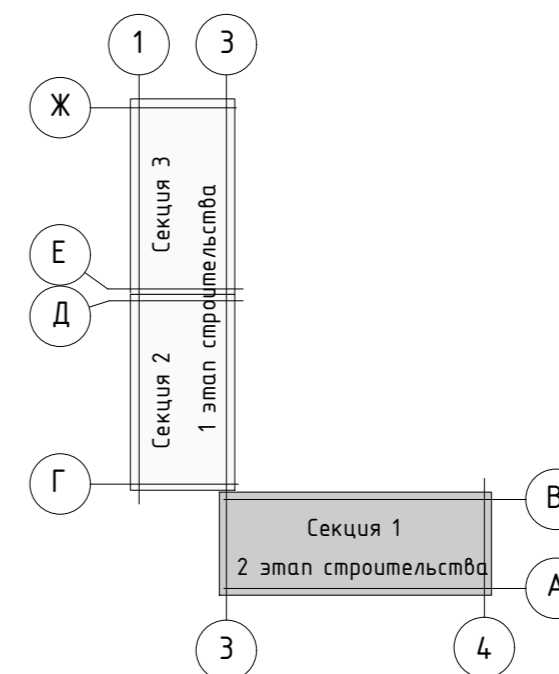 1
3
Ж
Секция 3
Е
Д
1 этап строительства
Секция 2
Г
В
Секция 1
2 этап строительства
А
3
4